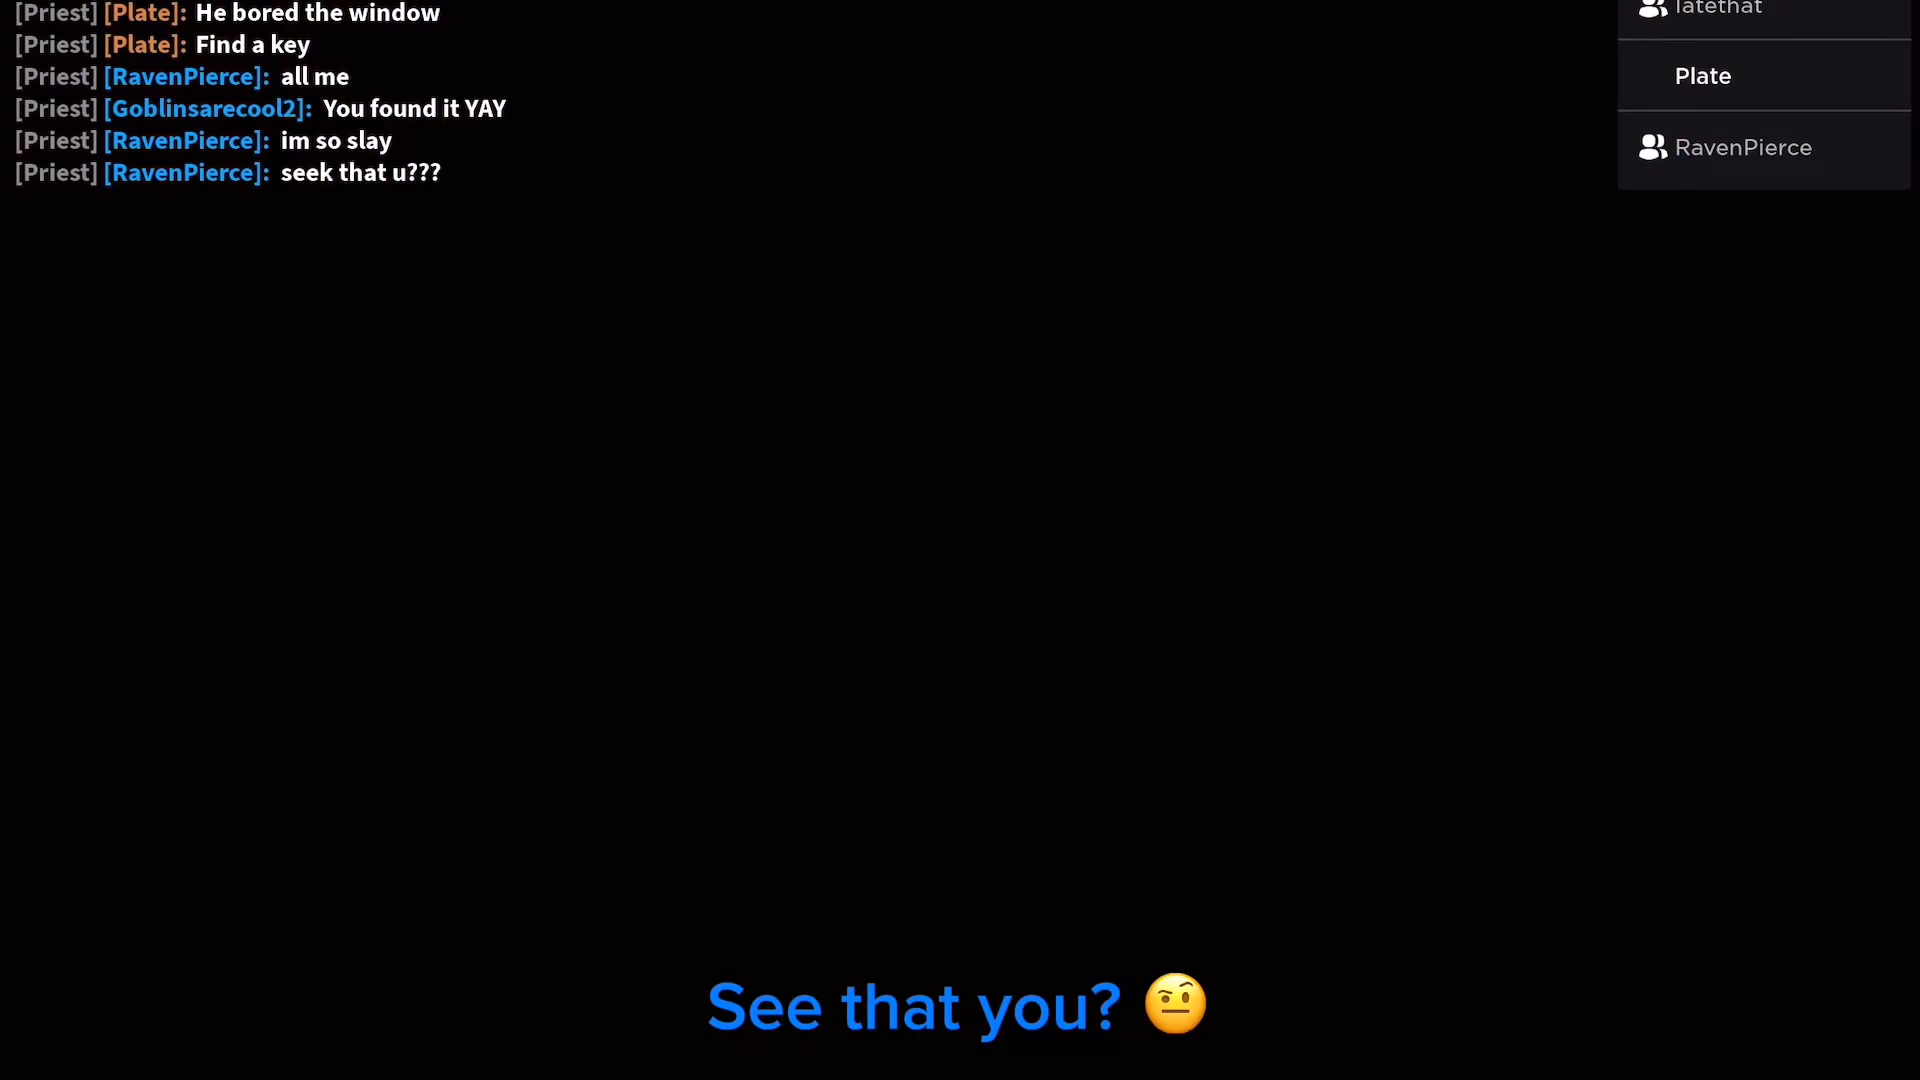 [Priest] [Plate]: He bored the window
[Priest] [Plate]: Find a key
[Priest] [RavenPierce]: all me
[Priest] [Goblinsarecool2]: You found it YAY
[Priest] [RavenPierce]: im so slay
[Priest] [RavenPierce]: seek that u???
latethat
Plate
RavenPierce
See that you? 🤨